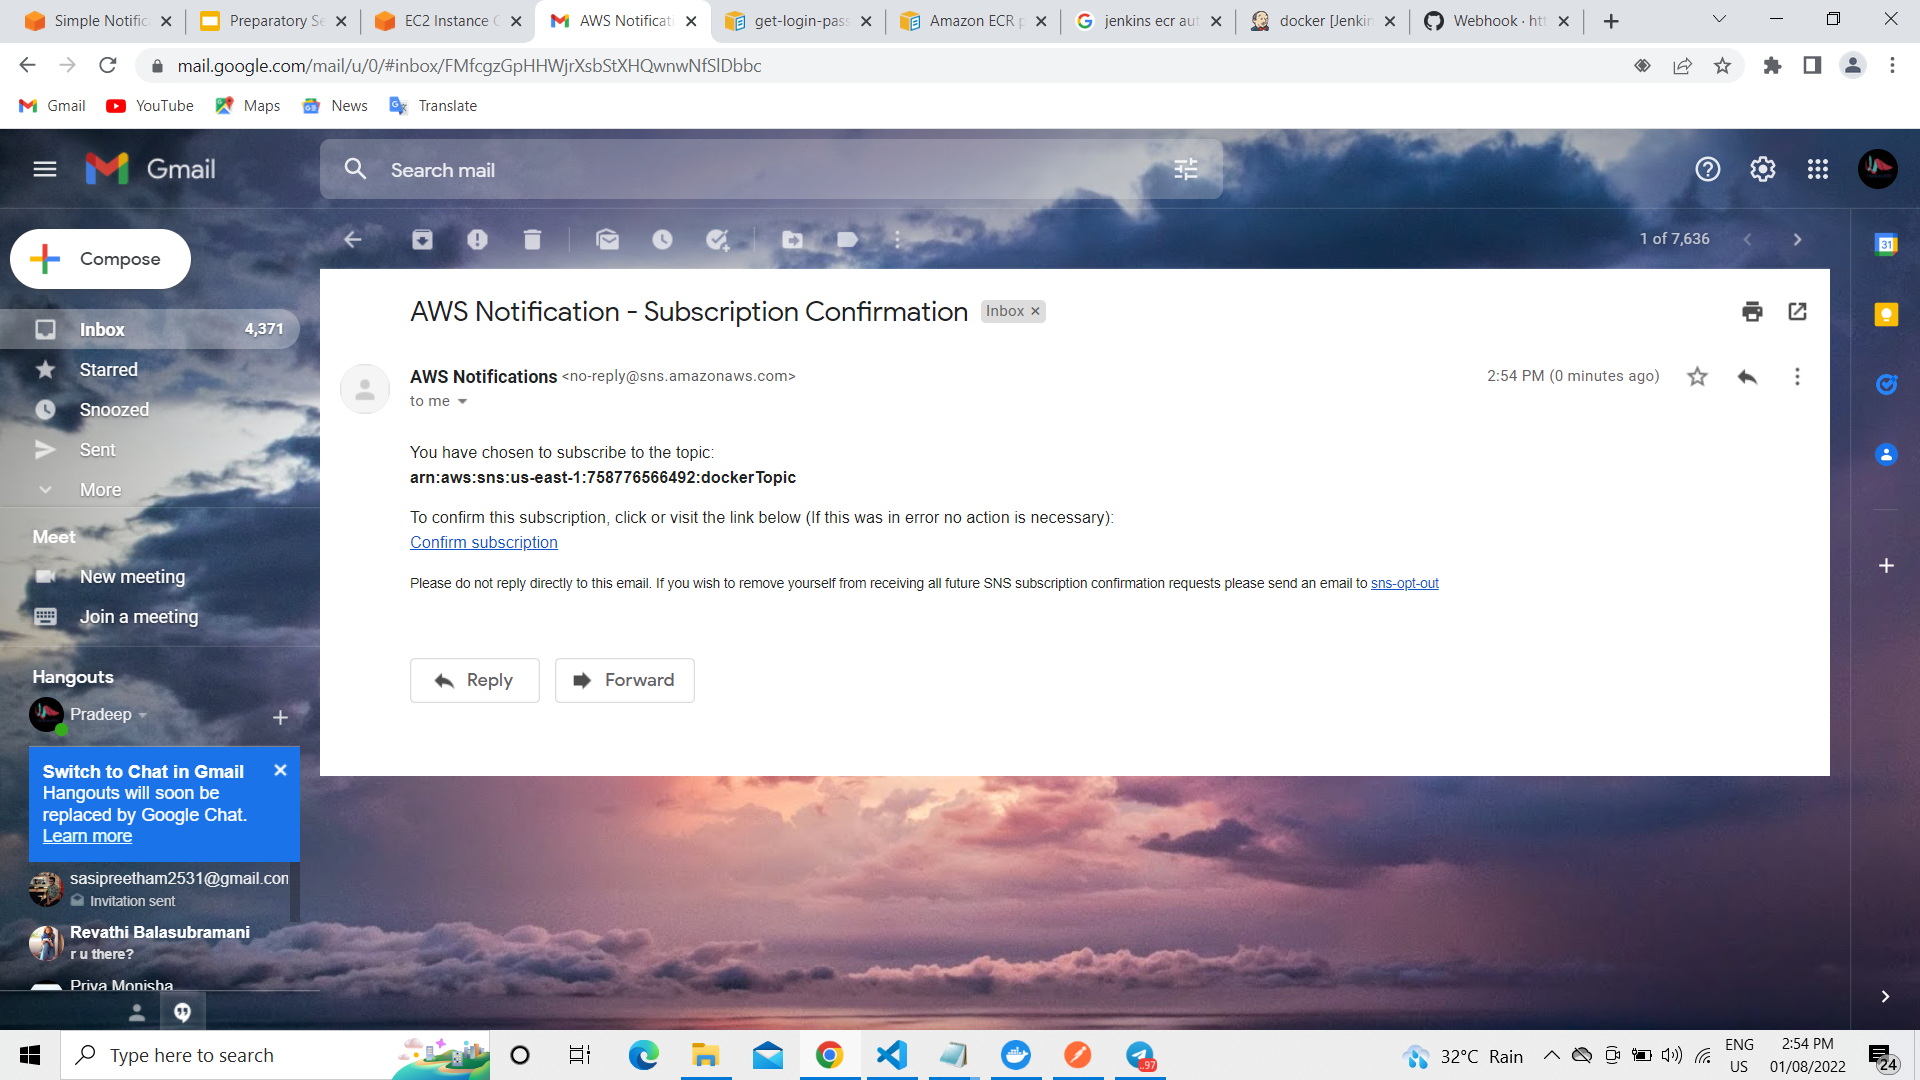 Simple Notific
Preparatory Se
EC2 Instance C
AWS Notificati
get-login-pass
Amazon ECR p
jenkins ecr aut
docker [Jenkin
Webhook · htt
mail.google.com/mail/u/0/#inbox/FMfcgzGpHHWjrXsbStXHQwnwNfSlDbbc
Gmail
YouTube
Maps
News
Translate
Gmail
Search mail
Compose
1 of 7,636
31
Inbox
4,371
Starred
Snoozed
Sent
More
Meet
New meeting
Join a meeting
Hangouts
Pradeep
Switch to Chat in Gmail
Hangouts will soon be
replaced by Google Chat.
Learn more
sasipreetham2531@gmail.com
Invitation sent
Revathi Balasubramani
r u there?
Priya Monisha
AWS Notification - Subscription Confirmation
Inbox
AWS Notifications <no-reply@sns.amazonaws.com>
2:54 PM (0 minutes ago)
to me
You have chosen to subscribe to the topic:
arn:aws:sns:us-east-1:758776566492:dockerTopic
To confirm this subscription, click or visit the link below (If this was in error no action is necessary):
Confirm subscription
Please do not reply directly to this email. If you wish to remove yourself from receiving all future SNS subscription confirmation requests please send an email to sns-opt-out
Reply
Forward
Type here to search
..97
32°C Rain
ENG
US
2:54 PM
01/08/2022
24